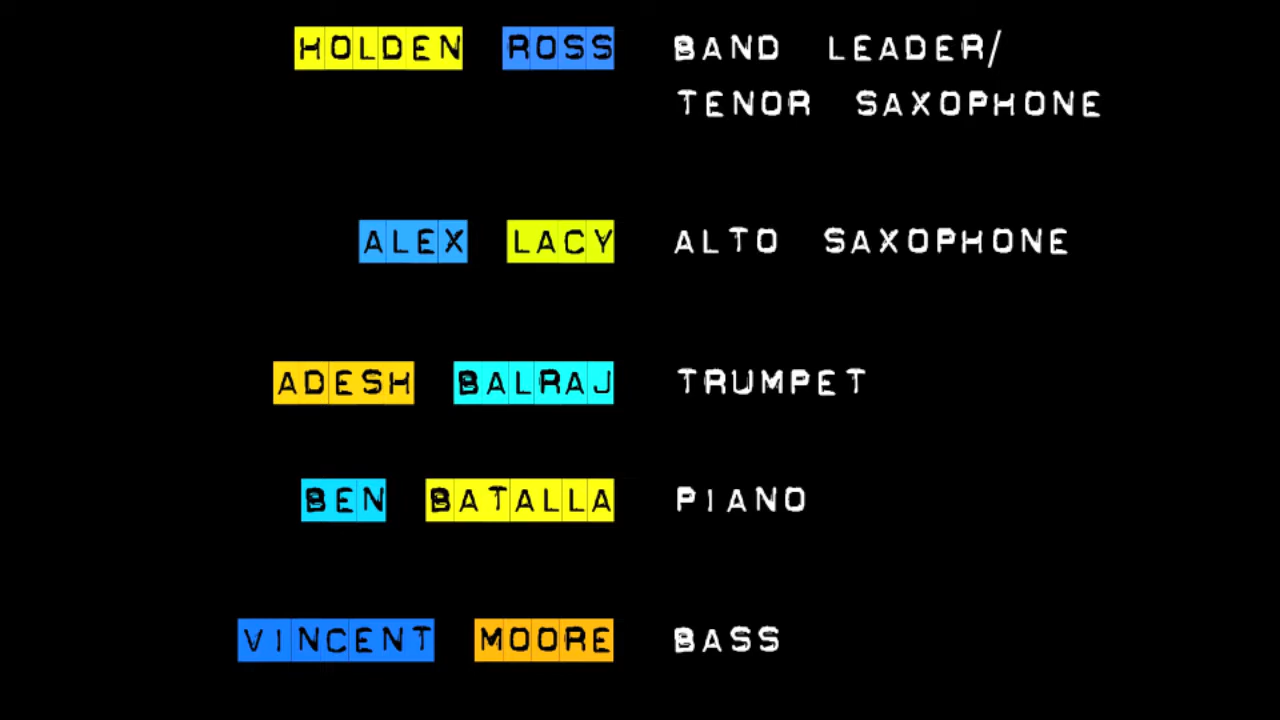 HOLDEN ROSS BAND LEADER/
TENOR SAXOPHONE
ALEX LACY ALTO SAXOPHONE
ADESH BALRAJ TRUMPET
BEN BATALLA PIANO
VINCENT MOORE BASS